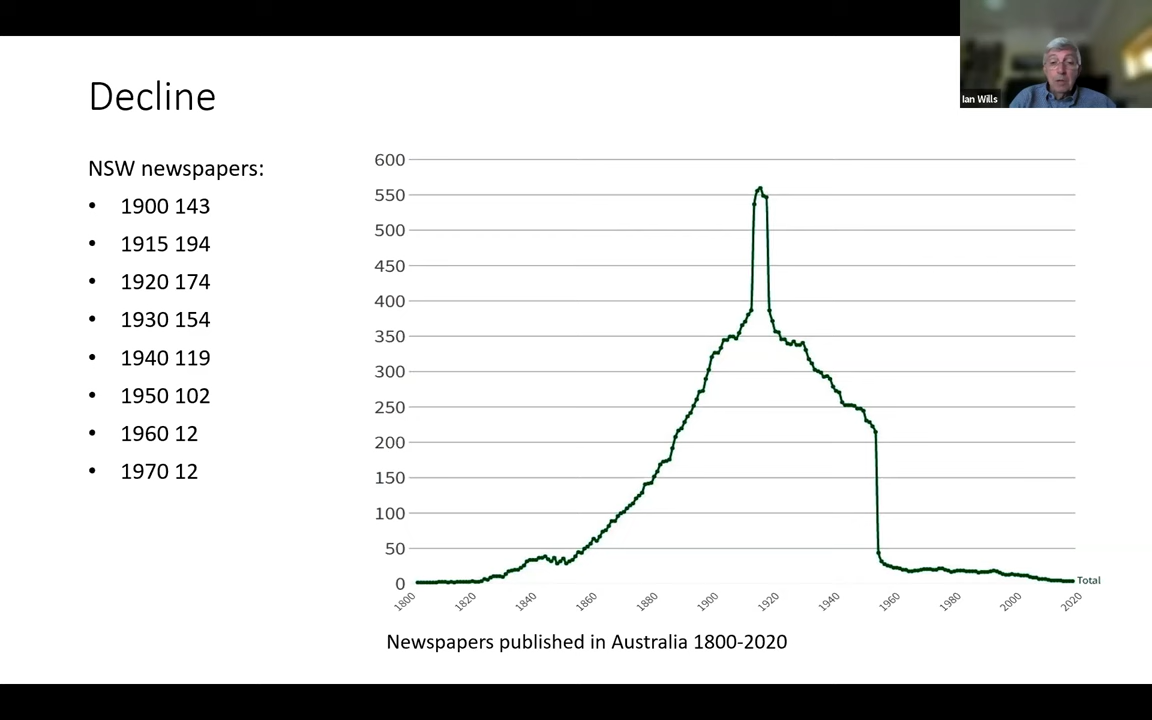 Ian Wills
Decline
NSW newspapers:
• 1900 143
• 1915 194
• 1920 174
• 1930 154
• 1940 119
• 1950 102
• 1960 12
• 1970 12
600
550
500
450
400
350
300
250
200
150
100
50
0
Total
1800 1820 1840 1860 1880 1900 1920 1940 1960 1980 2000 2020
Newspapers published in Australia 1800-2020